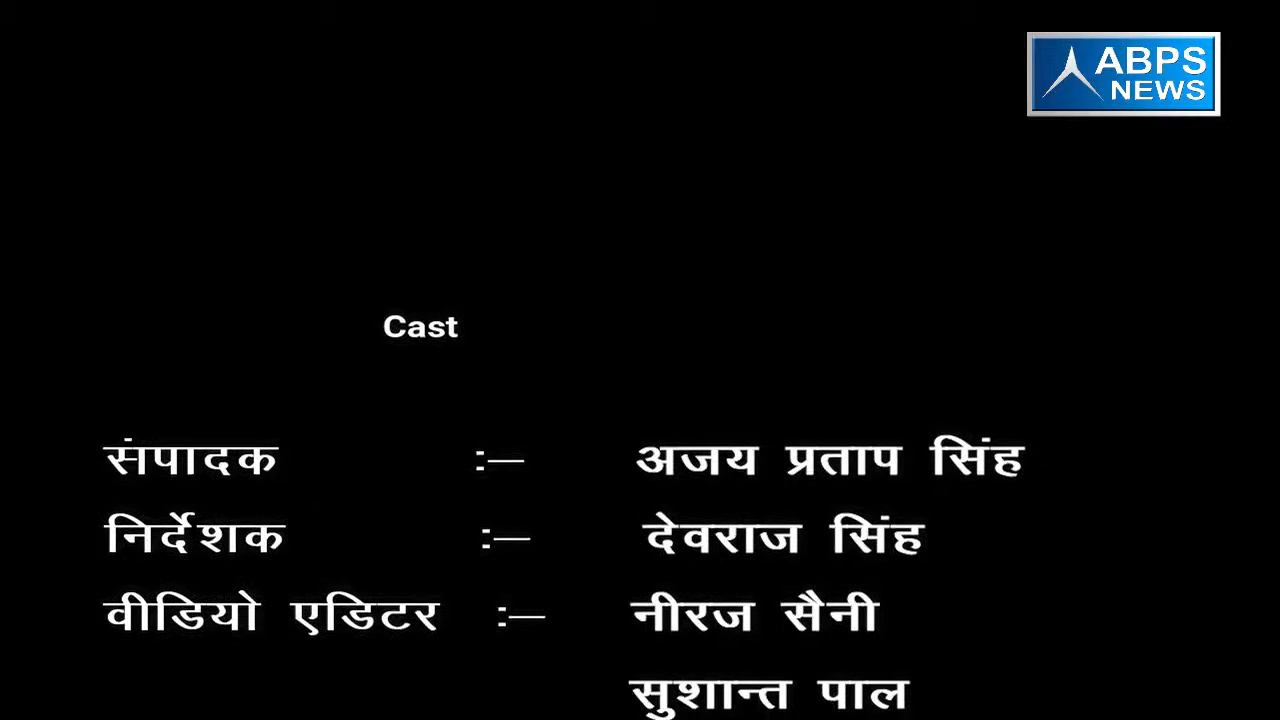 ABPS
NEWS
Cast
संपादक :— अजय प्रताप सिंह
निर्देशक :— देवराज सिंह
वीडियो एडिटर :— नीरज सैनी
सुशान्त पाल